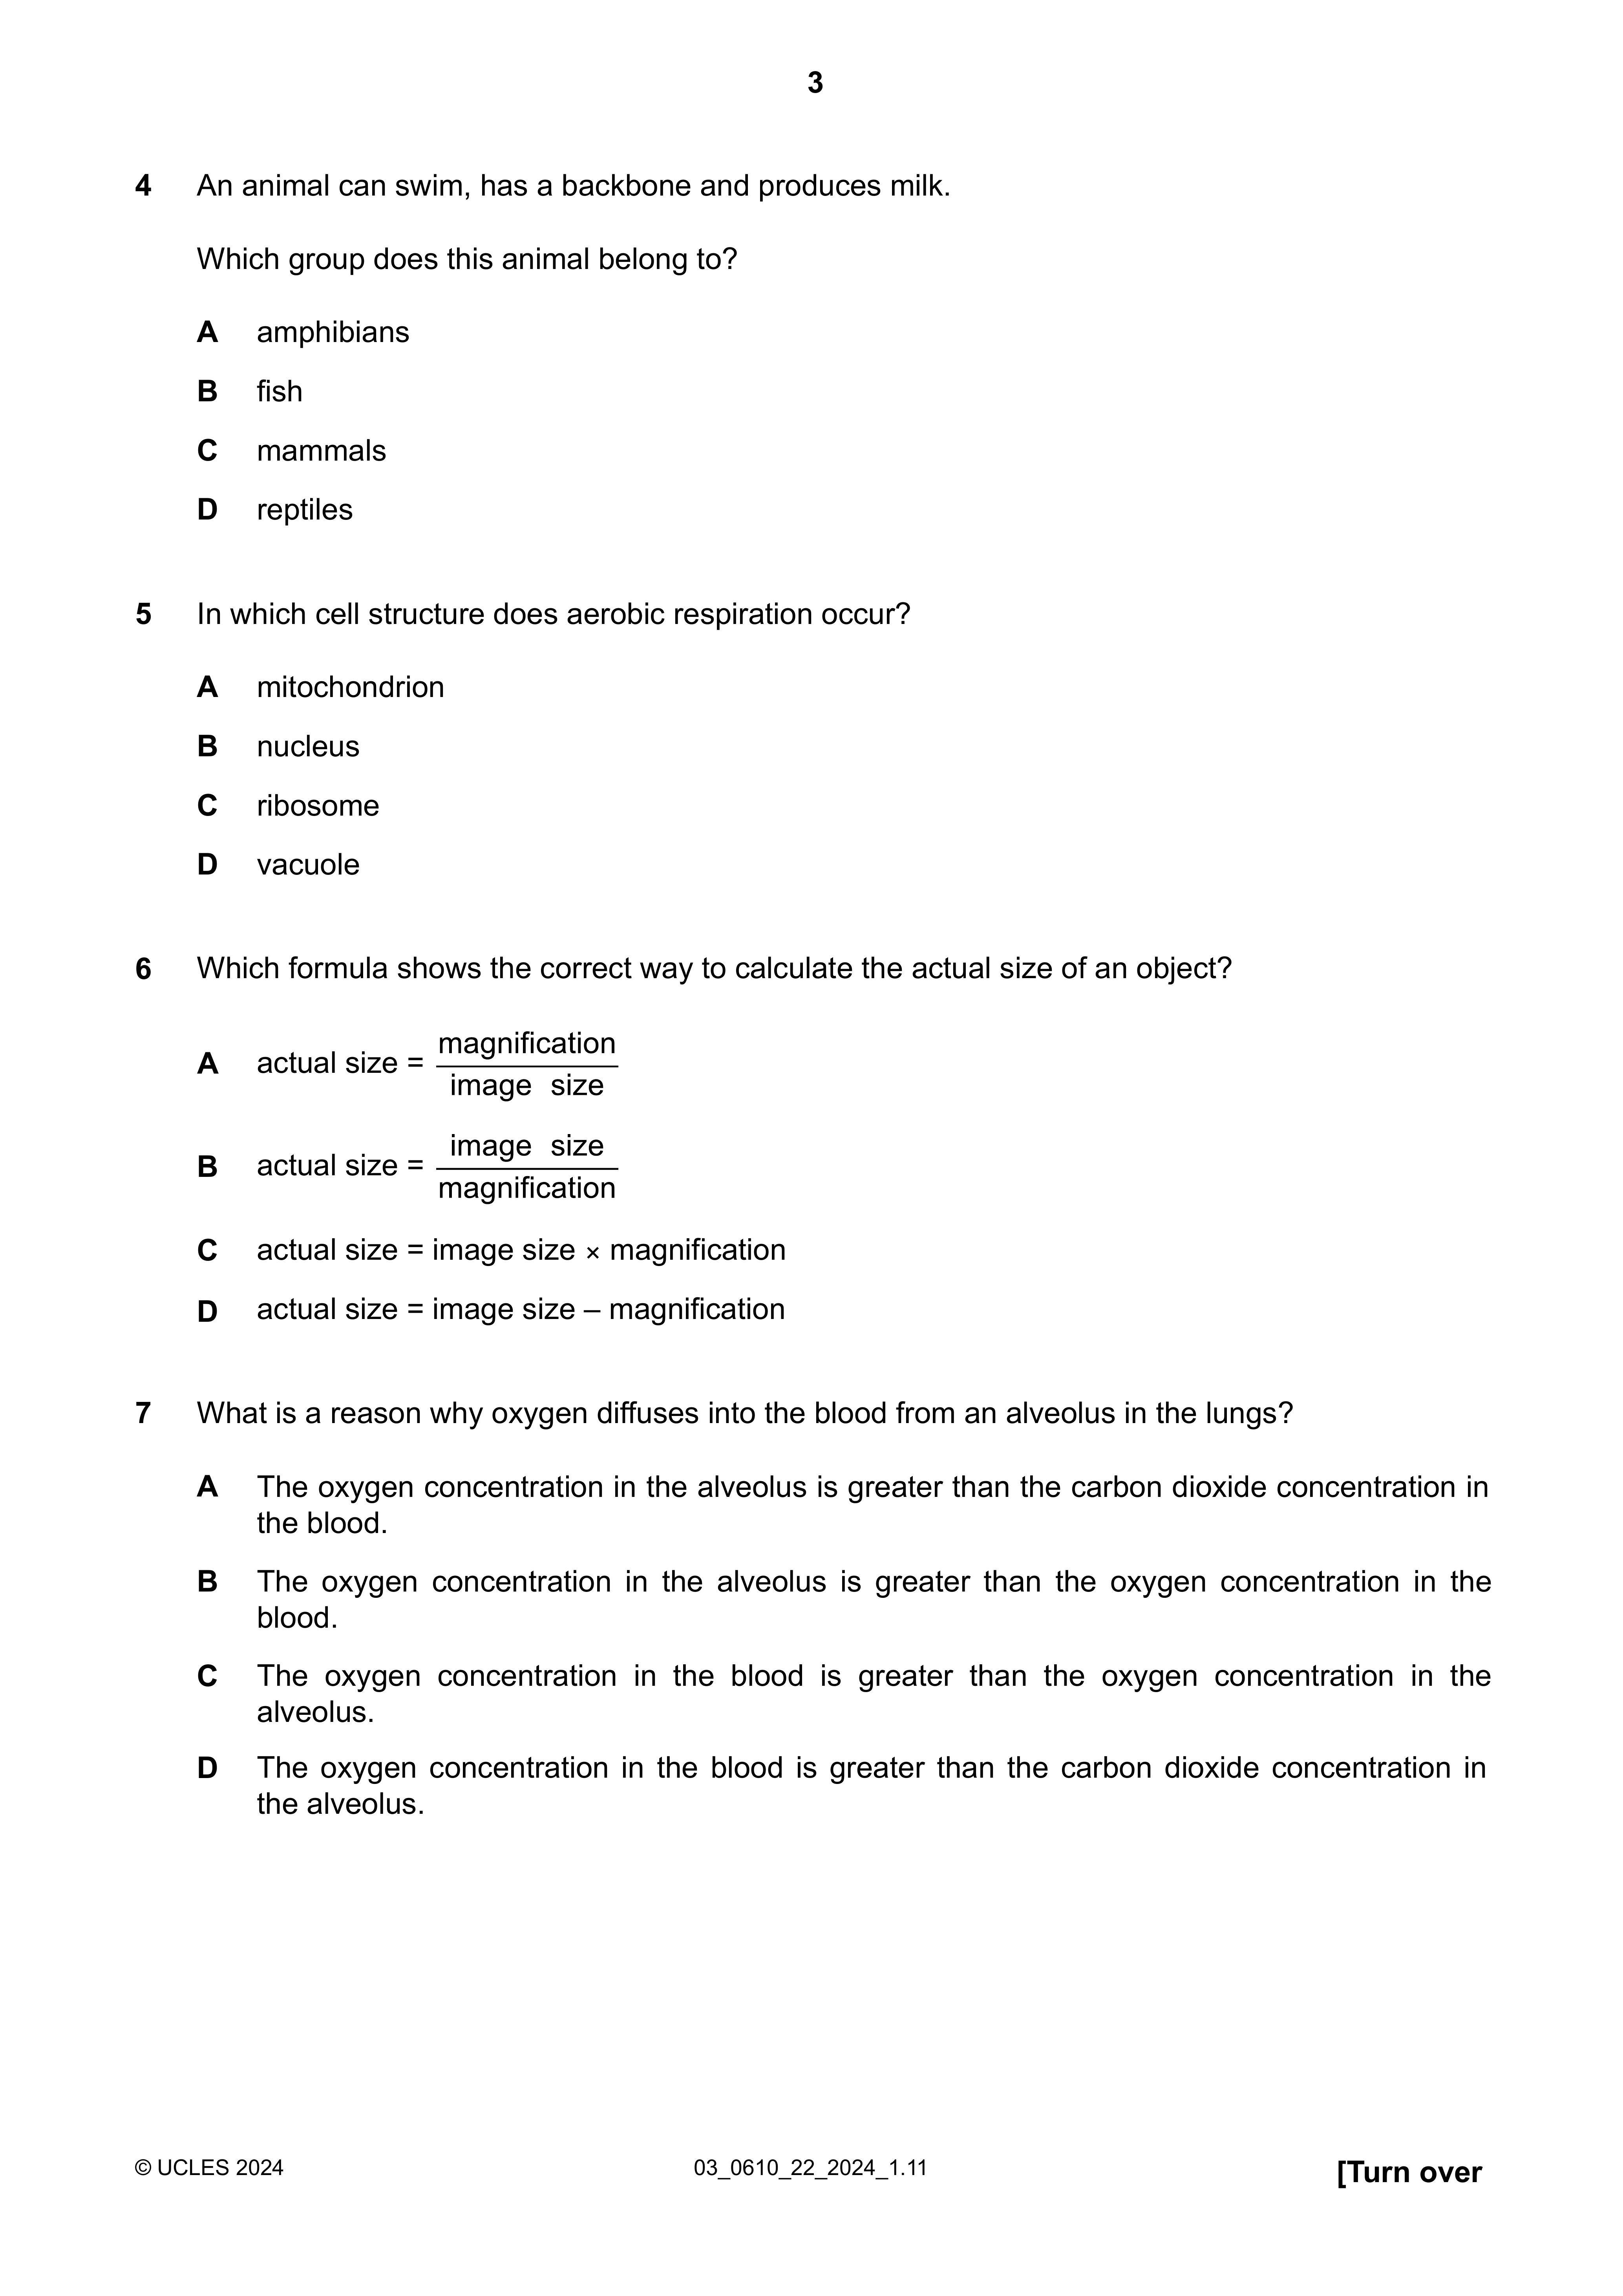 3
4 An animal can swim, has a backbone and produces milk.
Which group does this animal belong to?
A amphibians
B fish
C mammals
D reptiles
5 In which cell structure does aerobic respiration occur?
A mitochondrion
B nucleus
C ribosome
D vacuole
6 Which formula shows the correct way to calculate the actual size of an object?
A actual size = magnification / image size
B actual size = image size / magnification
C actual size = image size × magnification
D actual size = image size – magnification
7 What is a reason why oxygen diffuses into the blood from an alveolus in the lungs?
A The oxygen concentration in the alveolus is greater than the carbon dioxide concentration in
the blood.
B The oxygen concentration in the alveolus is greater than the oxygen concentration in the
blood.
C The oxygen concentration in the blood is greater than the oxygen concentration in the
alveolus.
D The oxygen concentration in the blood is greater than the carbon dioxide concentration in
the alveolus.
© UCLES 2024 03_0610_22_2024_1.11 [Turn over